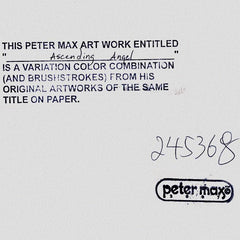 THIS PETER MAX ART WORK ENTITLED
"Ascending Angel"
IS A VARIATION COLOR COMBINATION
(AND BRUSHSTROKES) FROM HIS
ORIGINAL ARTWORKS OF THE SAME
TITLE ON PAPER.
245368
peter max